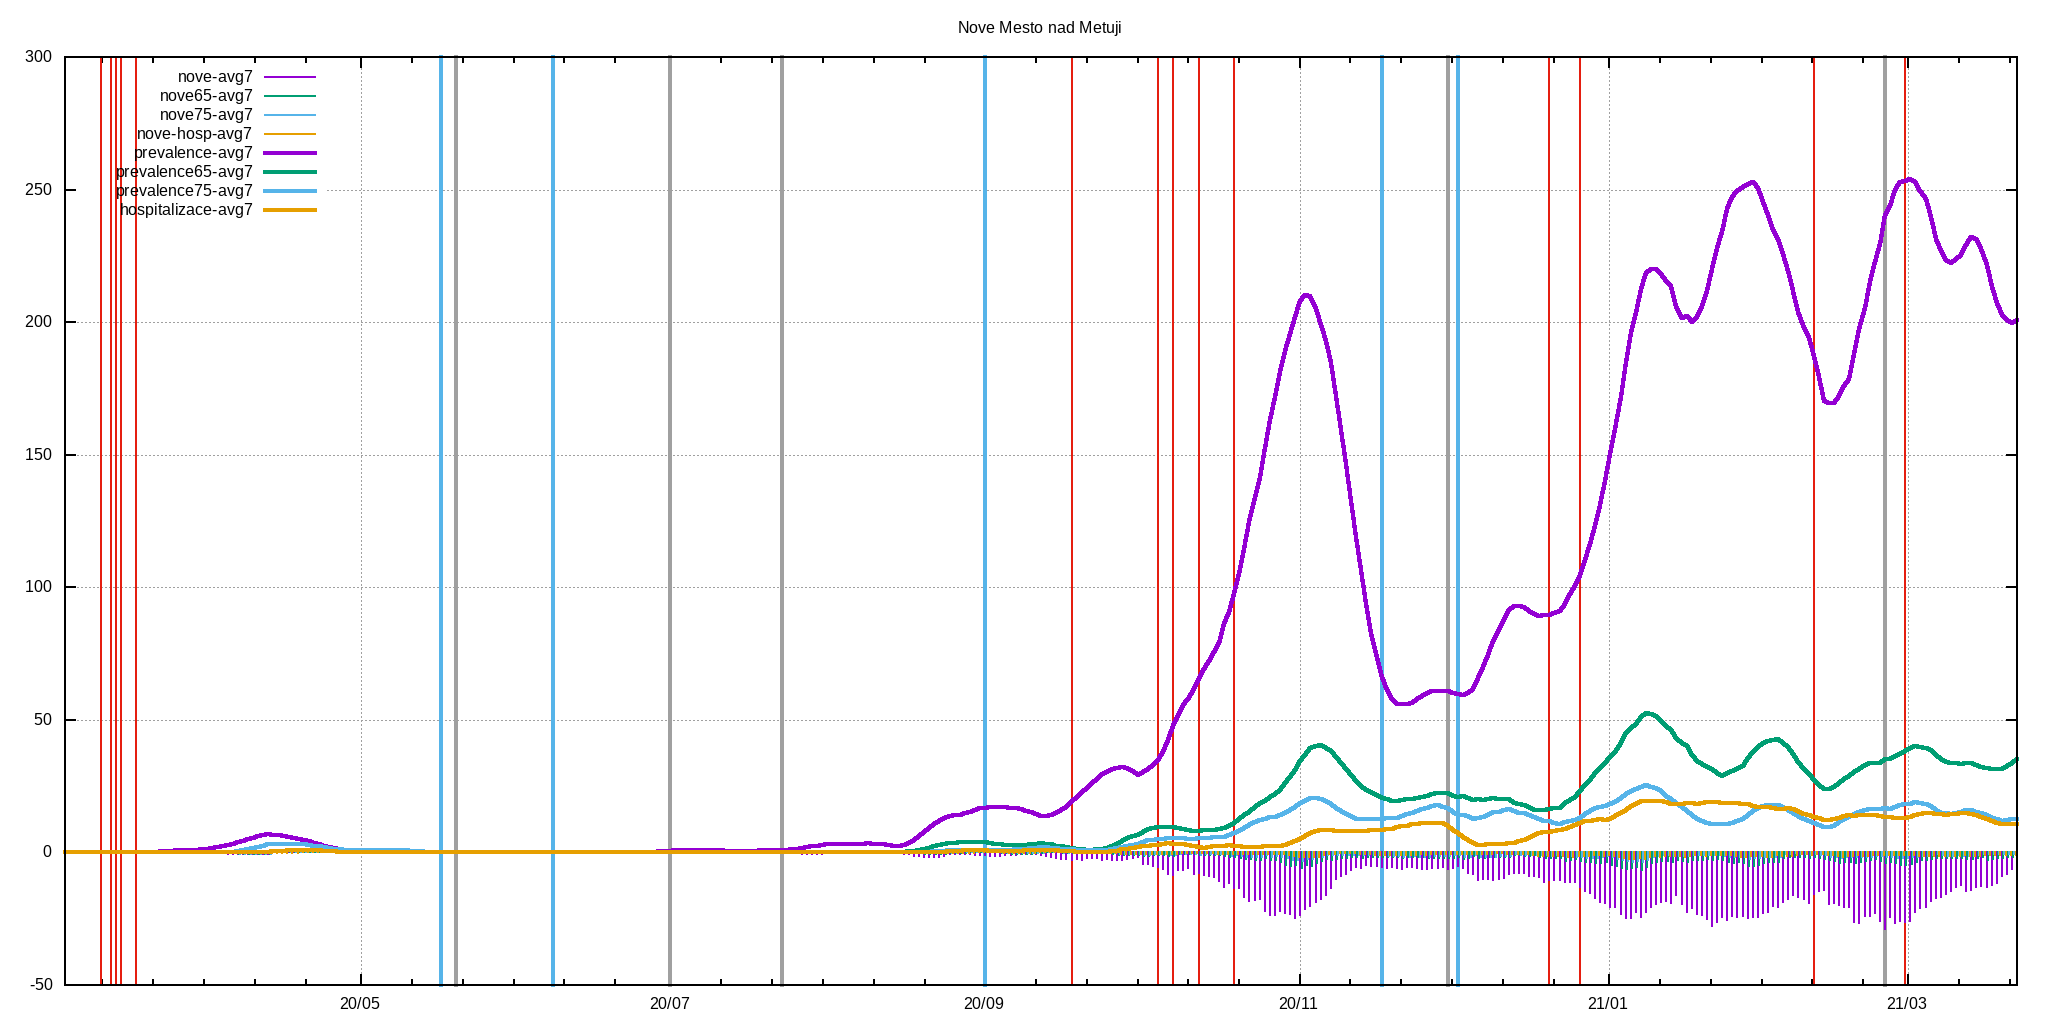 Nove Mesto nad Metuji
300
250
200
150
100
50
0
-50
nove-avg7
nove65-avg7
nove75-avg7
nove-hosp-avg7
prevalence-avg7
prevalence65-avg7
prevalence75-avg7
hospitalizace-avg7
20/05
20/07
20/09
20/11
21/01
21/03